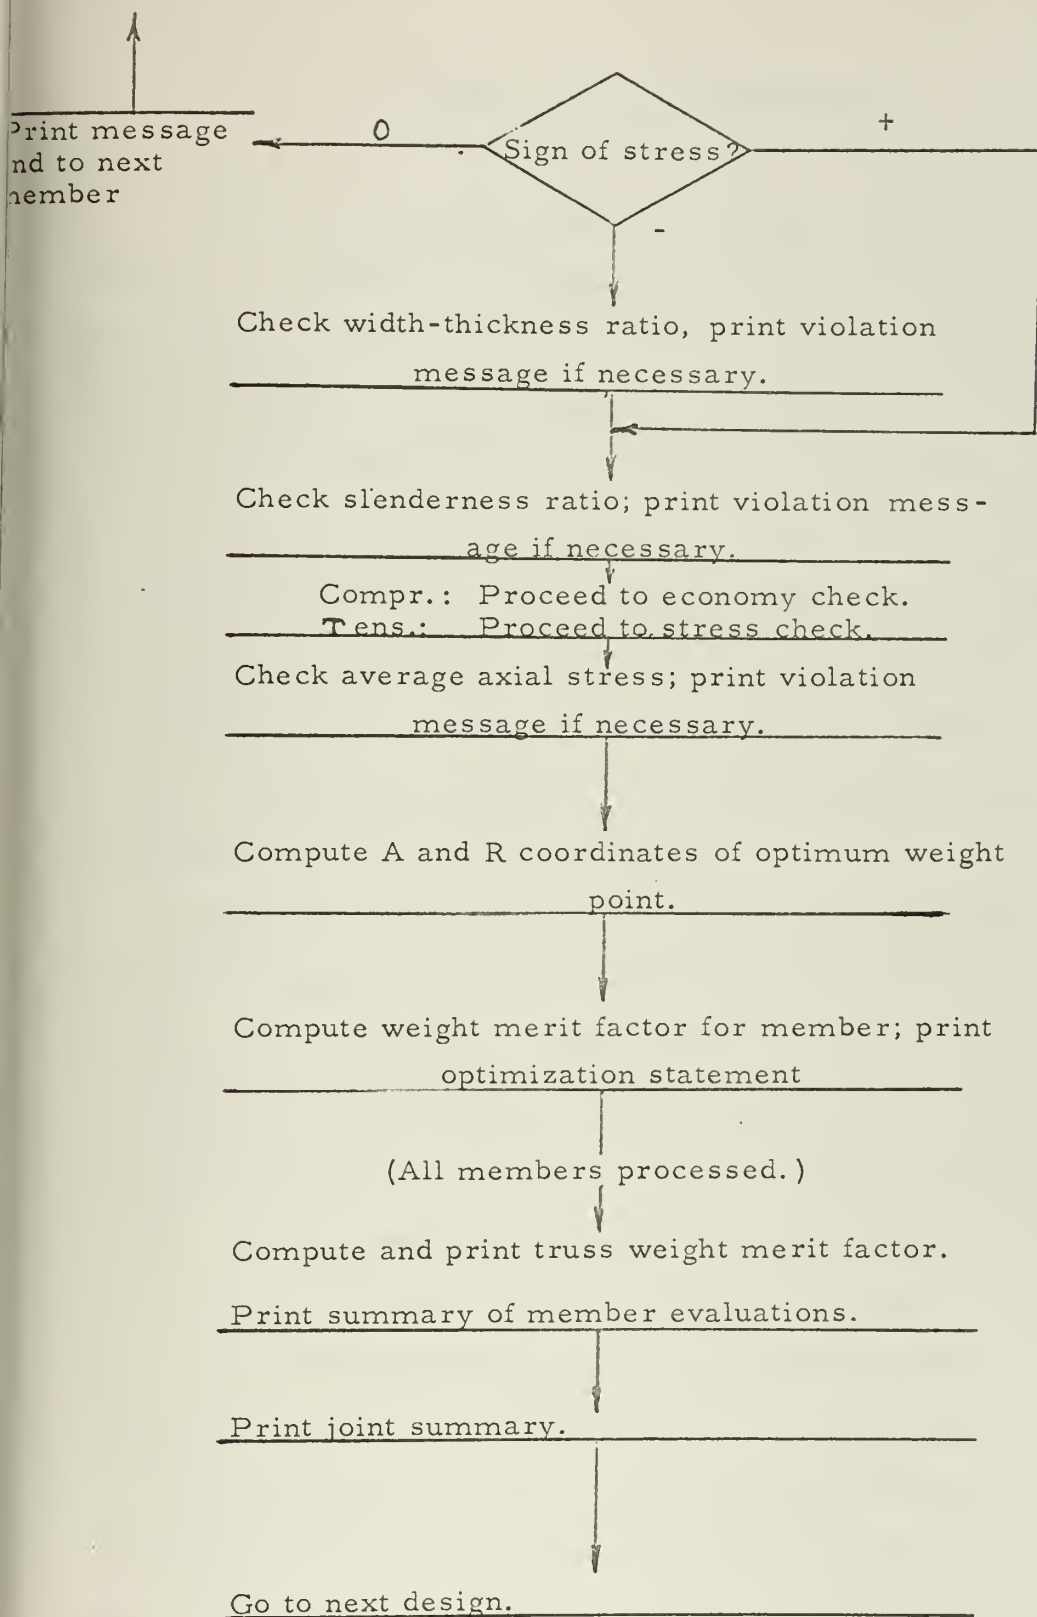 Print message
0
Sign of stress?
+
nd to next
member
-
Check width-thickness ratio, print violation
message if necessary.
Check slenderness ratio; print violation mess-
age if necessary.
Compr.: Proceed to economy check.
Tens.: Proceed to stress check.
Check average axial stress; print violation
message if necessary.
Compute A and R coordinates of optimum weight
point.
Compute weight merit factor for member; print
optimization statement
(All members processed.)
Compute and print truss weight merit factor.
Print summary of member evaluations.
Print joint summary.
Go to next design.